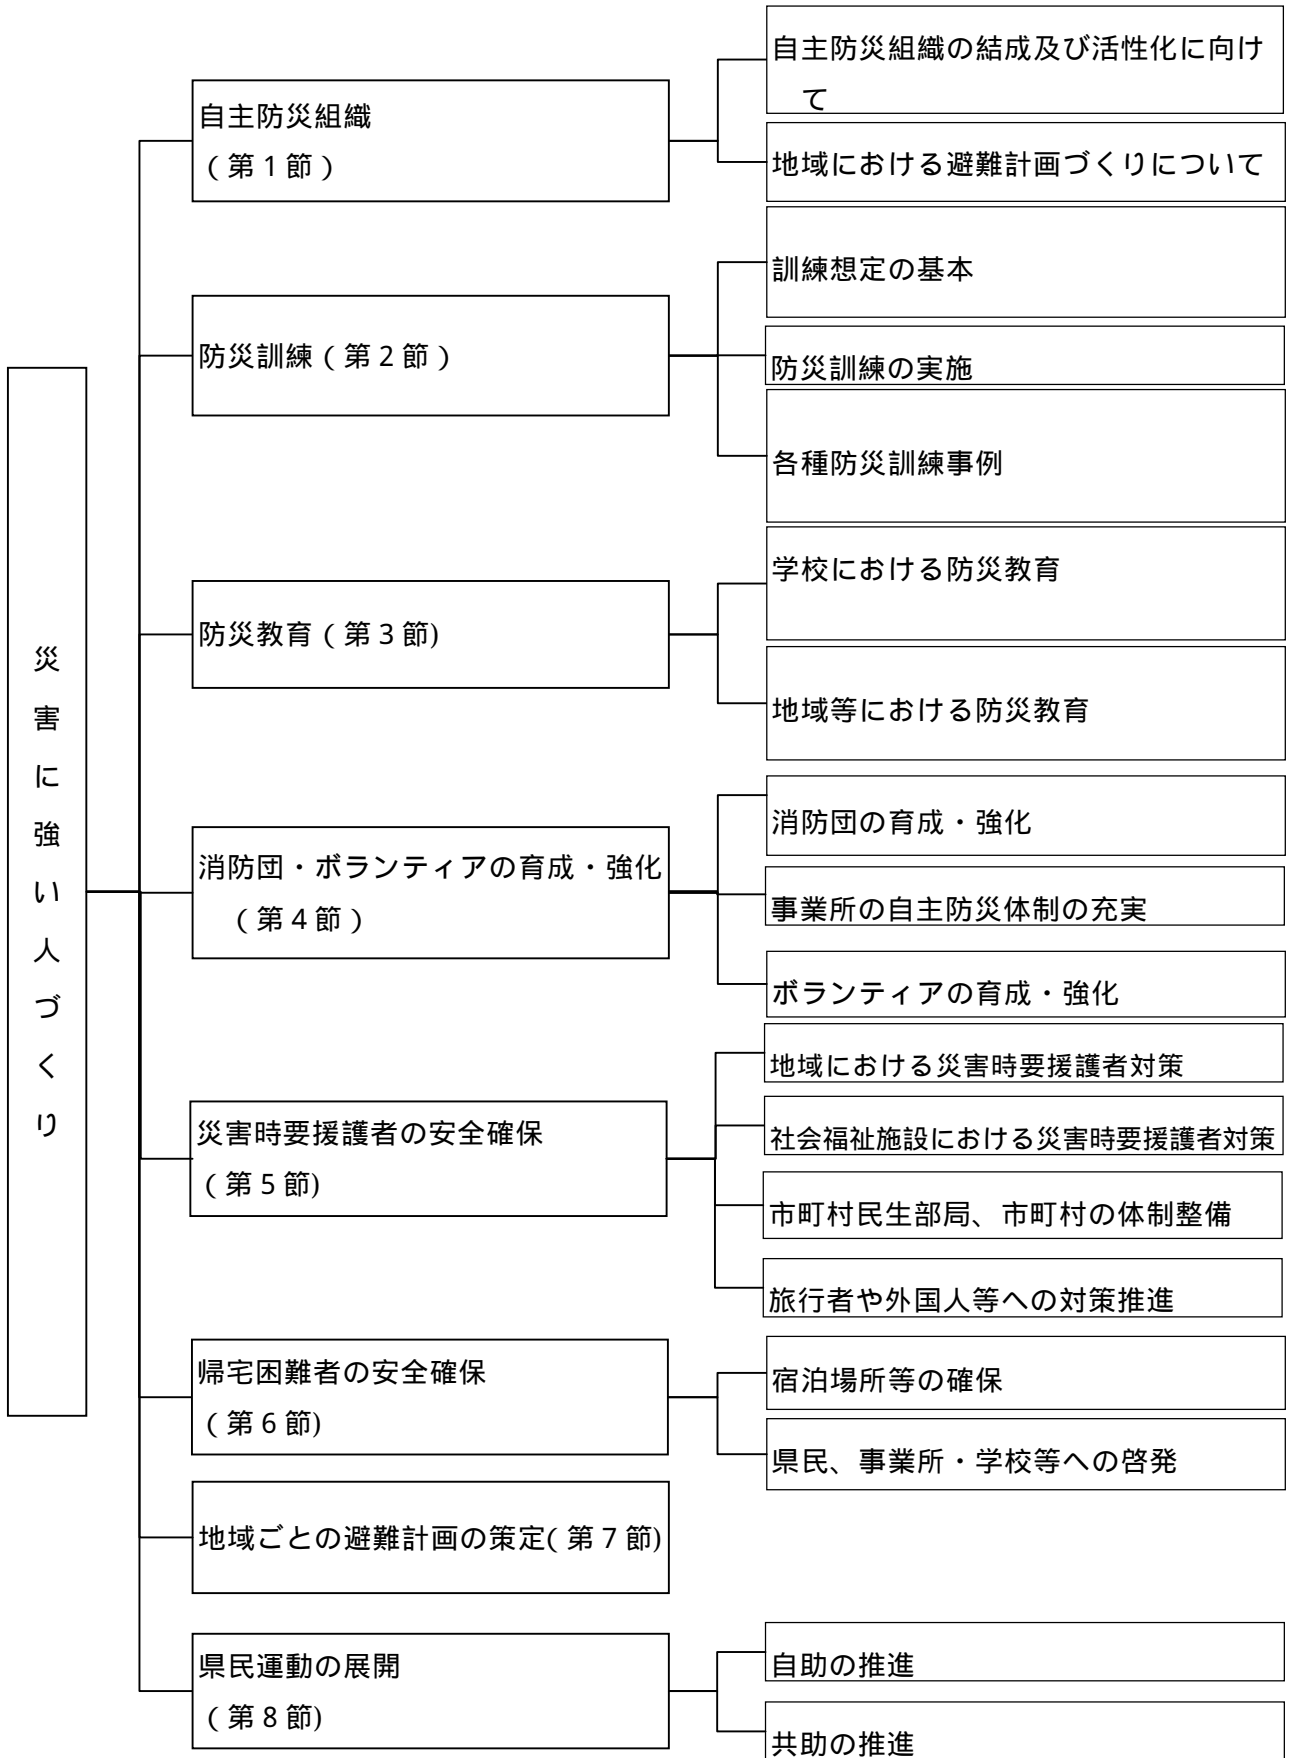 災害に強い人づくり
自主防災組織
(第1節)
自主防災組織の結成及び活性化に向け
て
地域における避難計画づくりについて
防災訓練(第2節)
訓練想定の基本
防災訓練の実施
各種防災訓練事例
防災教育(第3節)
学校における防災教育
地域等における防災教育
消防団・ボランティアの育成・強化
(第4節)
消防団の育成・強化
事業所の自主防災体制の充実
ボランティアの育成・強化
災害時要援護者の安全確保
(第5節)
地域における災害時要援護者対策
社会福祉施設における災害時要援護者対策
市町村民生部局、市町村の体制整備
旅行者や外国人等への対策推進
帰宅困難者の安全確保
(第6節)
宿泊場所等の確保
県民、事業所・学校等への啓発
地域ごとの避難計画の策定(第7節)
県民運動の展開
(第8節)
自助の推進
共助の推進